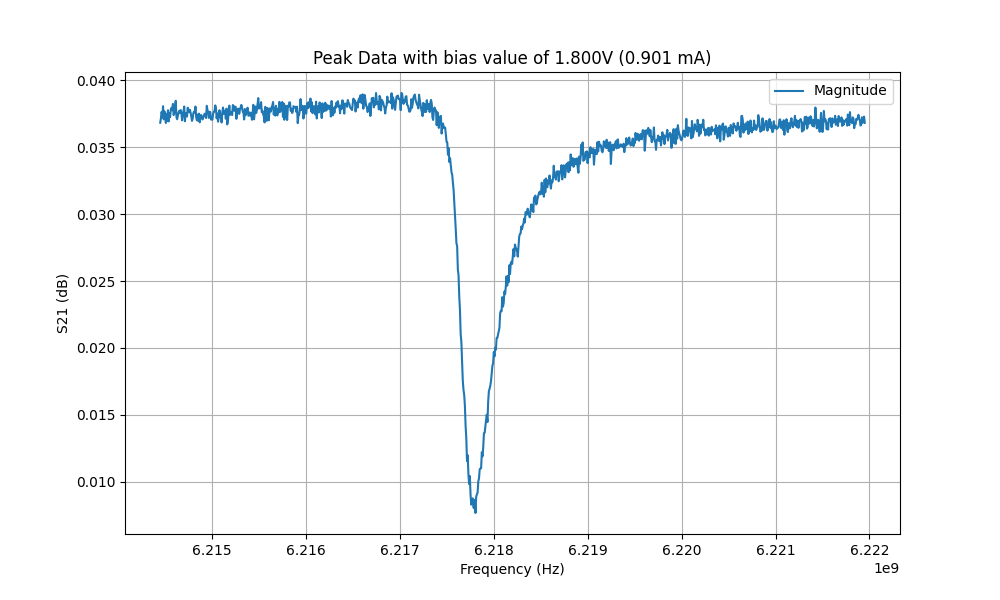 Peak Data with bias value of 1.800V (0.901 mA)
Magnitude
0.040
0.035
0.030
0.025
0.020
0.015
0.010
S21 (dB)
6.215 6.216 6.217 6.218 6.219 6.220 6.221 6.222
1e9
Frequency (Hz)